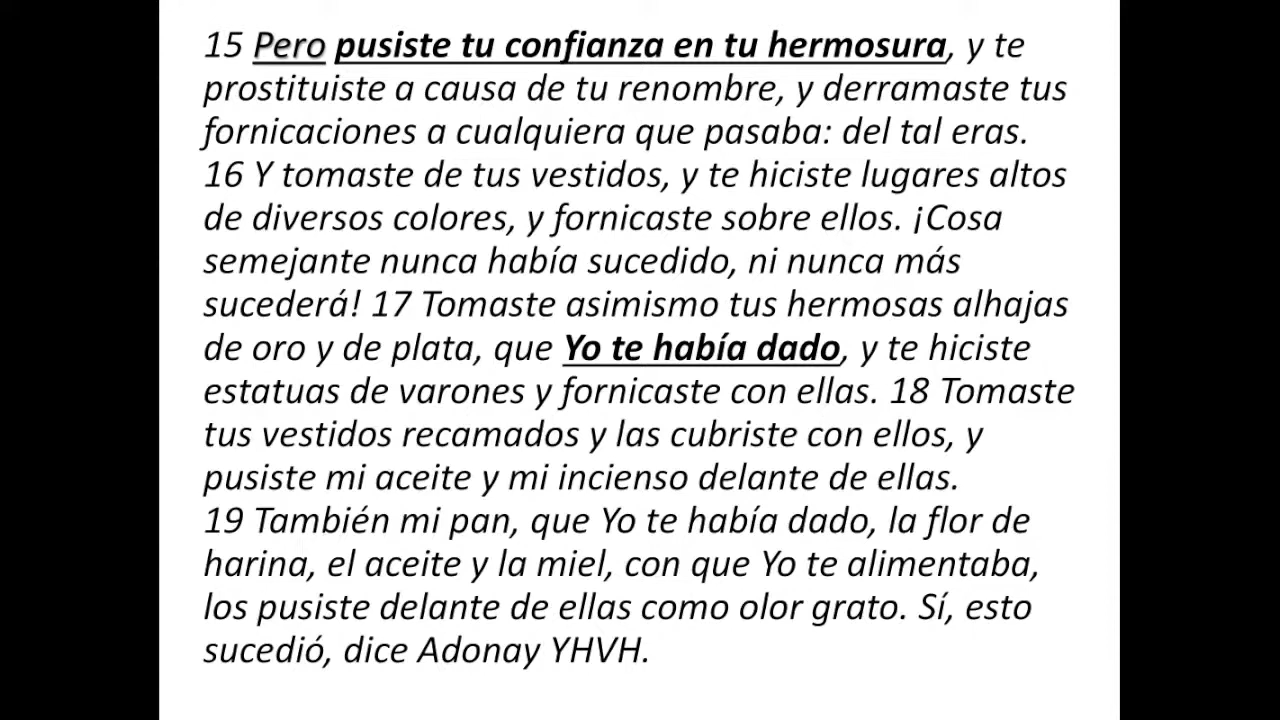 15 Pero pusiste tu confianza en tu hermosura, y te
prostituiste a causa de tu renombre, y derramaste tus
fornicaciones a cualquiera que pasaba: del tal eras.
16 Y tomaste de tus vestidos, y te hiciste lugares altos
de diversos colores, y fornicaste sobre ellos. ¡Cosa
semejante nunca había sucedido, ni nunca más
sucederá! 17 Tomaste asimismo tus hermosas alhajas
de oro y de plata, que Yo te había dado, y te hiciste
estatuas de varones y fornicaste con ellas. 18 Tomaste
tus vestidos recamados y las cubriste con ellos, y
pusiste mi aceite y mi incienso delante de ellas.
19 También mi pan, que Yo te había dado, la flor de
harina, el aceite y la miel, con que Yo te alimentaba,
los pusiste delante de ellas como olor grato. Sí, esto
sucedió, dice Adonay YHVH.